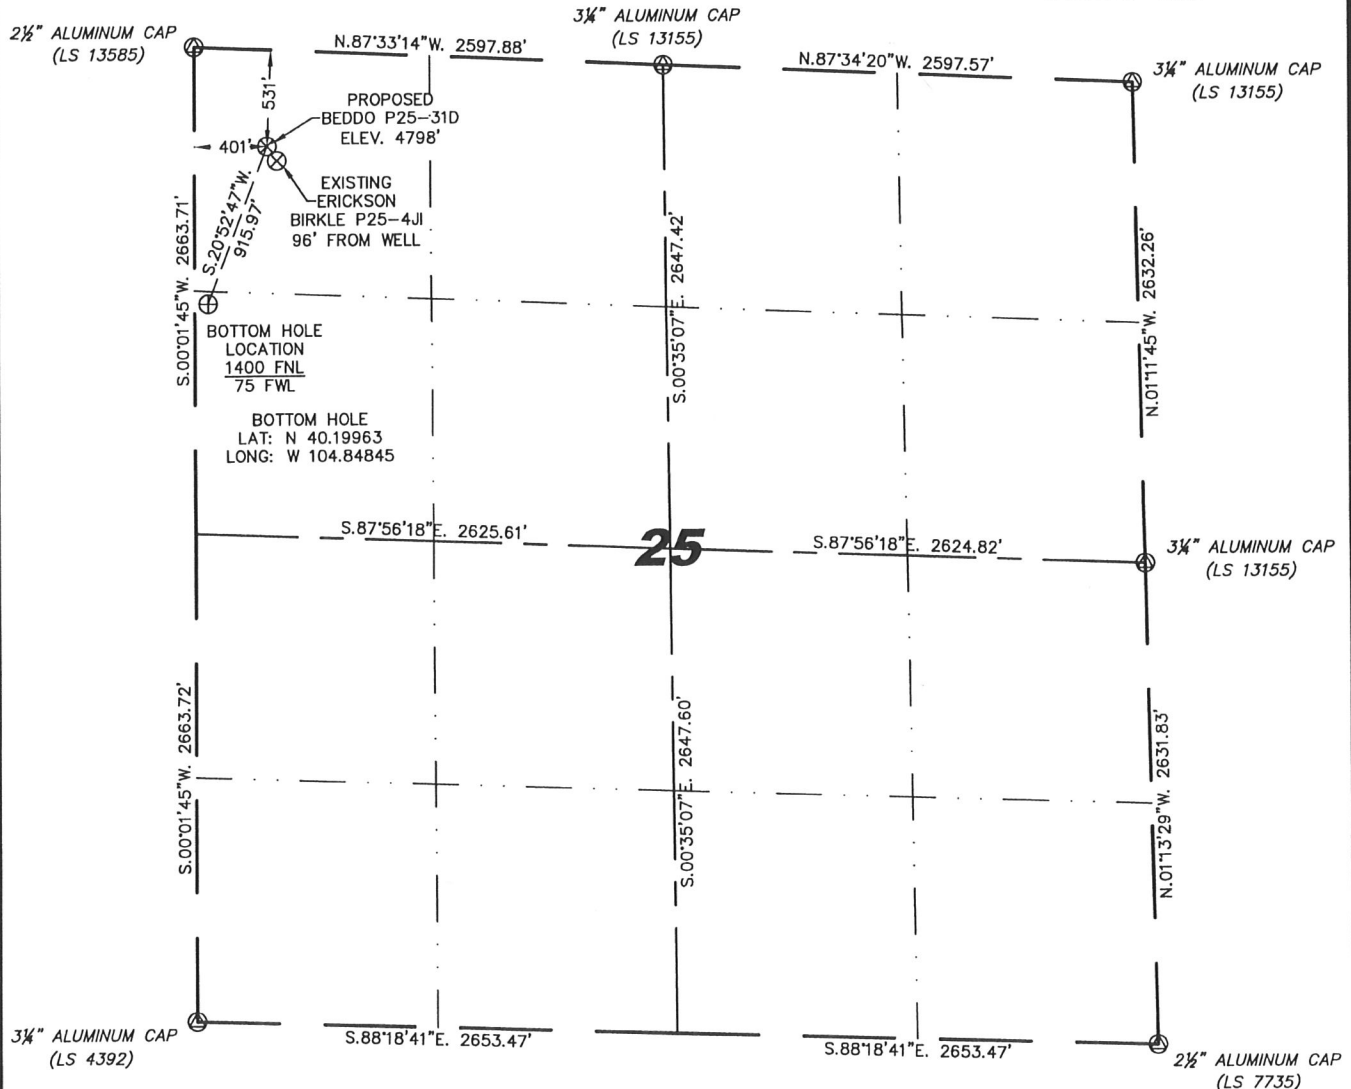 2½" ALUMINUM CAP
(LS 13585)
N.87°33'14"W. 2597.88'
3¼" ALUMINUM CAP
(LS 13155)
N.87°34'20"W. 2597.57'
3¼" ALUMINUM CAP
(LS 13155)
531'
401'
PROPOSED
BEDDO P25-31D
ELEV. 4798'
EXISTING
ERICKSON
BIRKLE P25-4JI
96' FROM WELL
S.20°52'47"W.
915.97'
S.00°01'45"W. 2663.71'
BOTTOM HOLE
LOCATION
1400 FNL
75 FWL
BOTTOM HOLE
LAT: N 40.19963
LONG: W 104.84845
S.00°35'07"E. 2647.42'
N.01°11'45"W. 2632.26'
S.87°56'18"E. 2625.61'
25
S.87°56'18"E. 2624.82'
3¼" ALUMINUM CAP
(LS 13155)
S.00°01'45"W. 2663.72'
S.00°35'07"E. 2647.60'
N.01°13'29"W. 2631.83'
3¼" ALUMINUM CAP
(LS 4392)
S.88°18'41"E. 2653.47'
S.88°18'41"E. 2653.47'
2½" ALUMINUM CAP
(LS 7735)